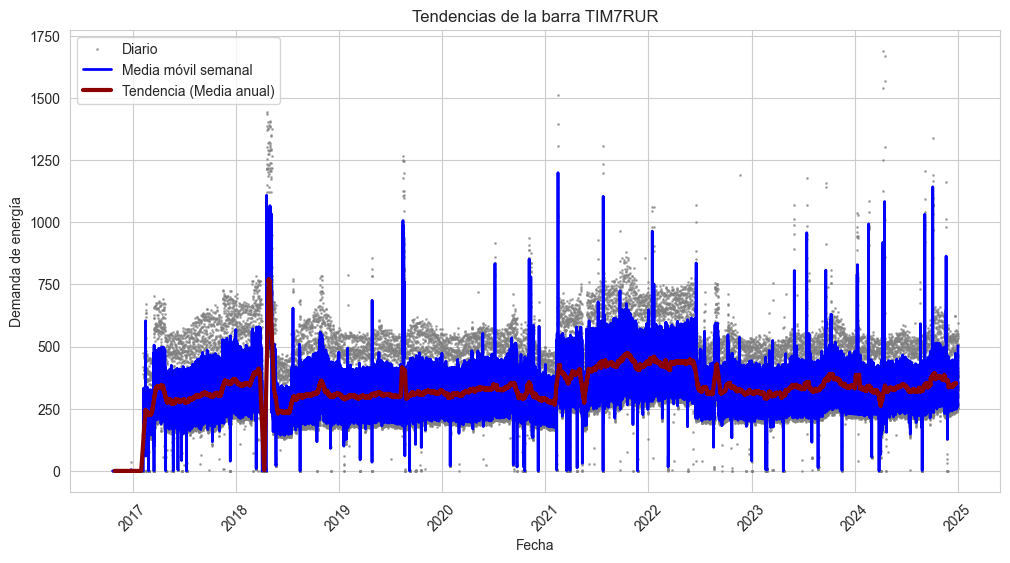 Tendencias de la barra TIM7RUR
Diario
Media móvil semanal
Tendencia (Media anual)
Demanda de energía
1750
1500
1250
1000
750
500
250
0
2017
2018
2019
2020
2021
2022
2023
2024
2025
Fecha